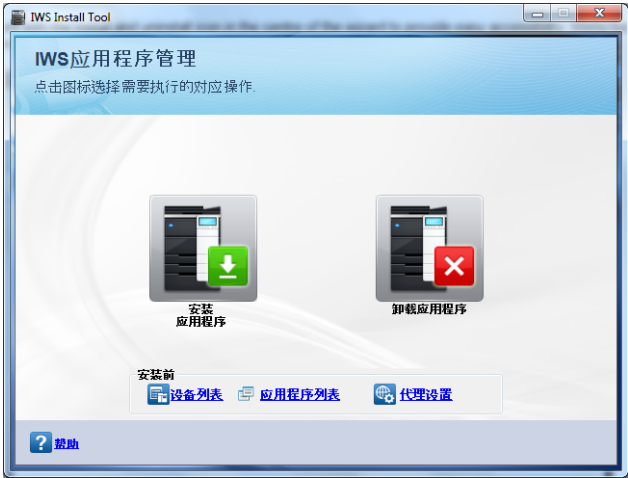 IWS Install Tool
IWS应用程序管理
点击图标选择需要执行的对应操作.
安装
应用程序
卸载应用程序
安装前
设备列表
应用程序列表
代理设置
?
帮助